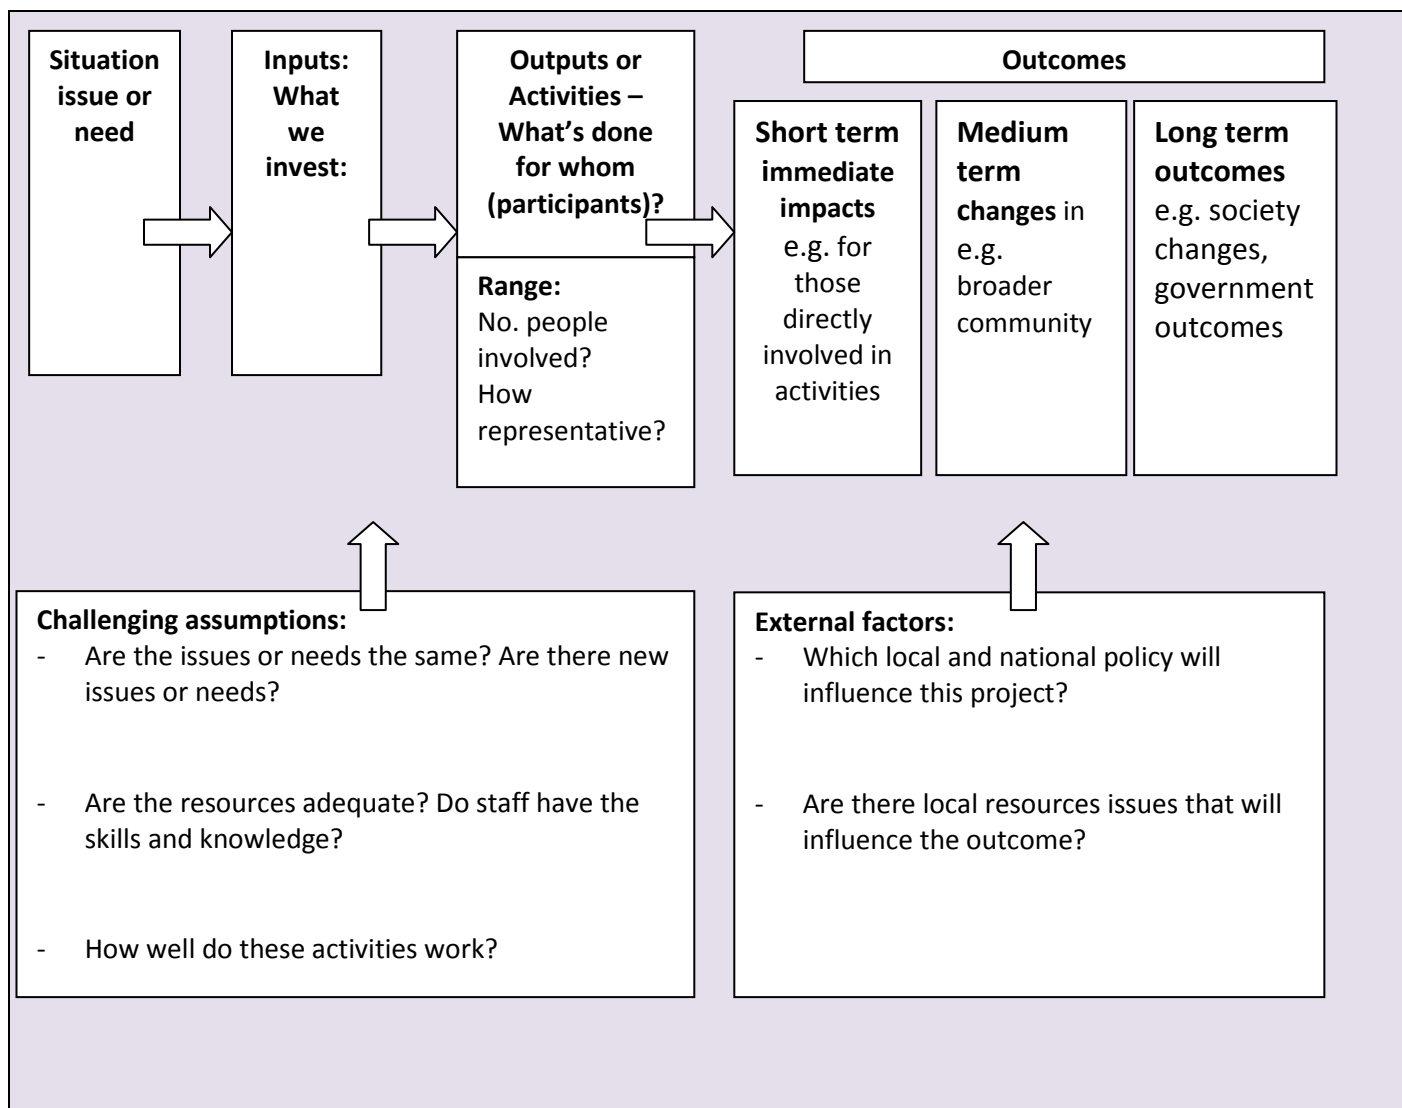 Situation
issue or
need
Inputs:
What
we
invest:
Outputs or
Activities –
What's done
for whom
(participants)?
Range:
No. people
involved?
How
representative?
Outcomes
Short term
immediate
impacts
e.g. for
those
directly
involved in
activities
Medium
term
changes in
e.g.
broader
community
Long term
outcomes
e.g. society
changes,
government
outcomes
Challenging assumptions:
- Are the issues or needs the same? Are there new
issues or needs?
- Are the resources adequate? Do staff have the
skills and knowledge?
- How well do these activities work?
External factors:
- Which local and national policy will
influence this project?
- Are there local resources issues that will
influence the outcome?